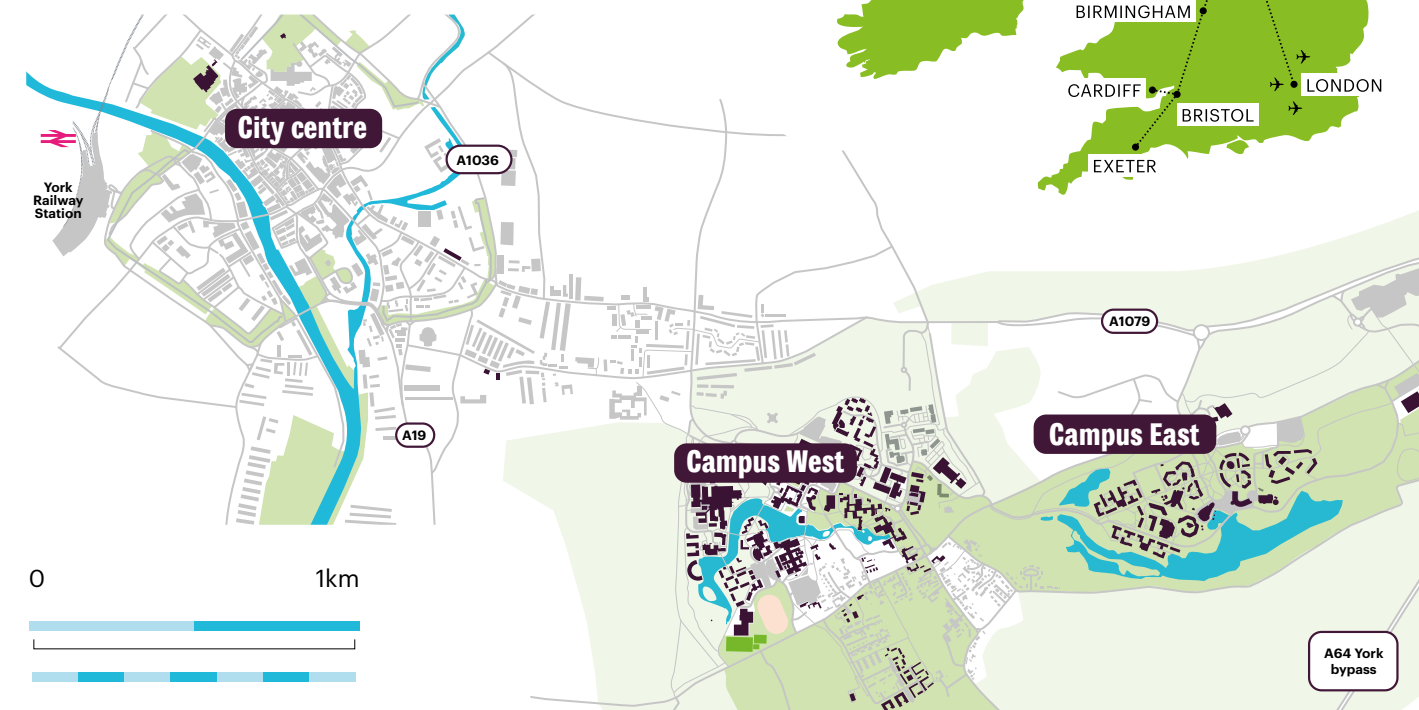 BIRMINGHAM
CARDIFF
LONDON
BRISTOL
EXETER
City centre
A1036
York
Railway
Station
A1079
A19
Campus East
Campus West
0 1km
A64 York
bypass